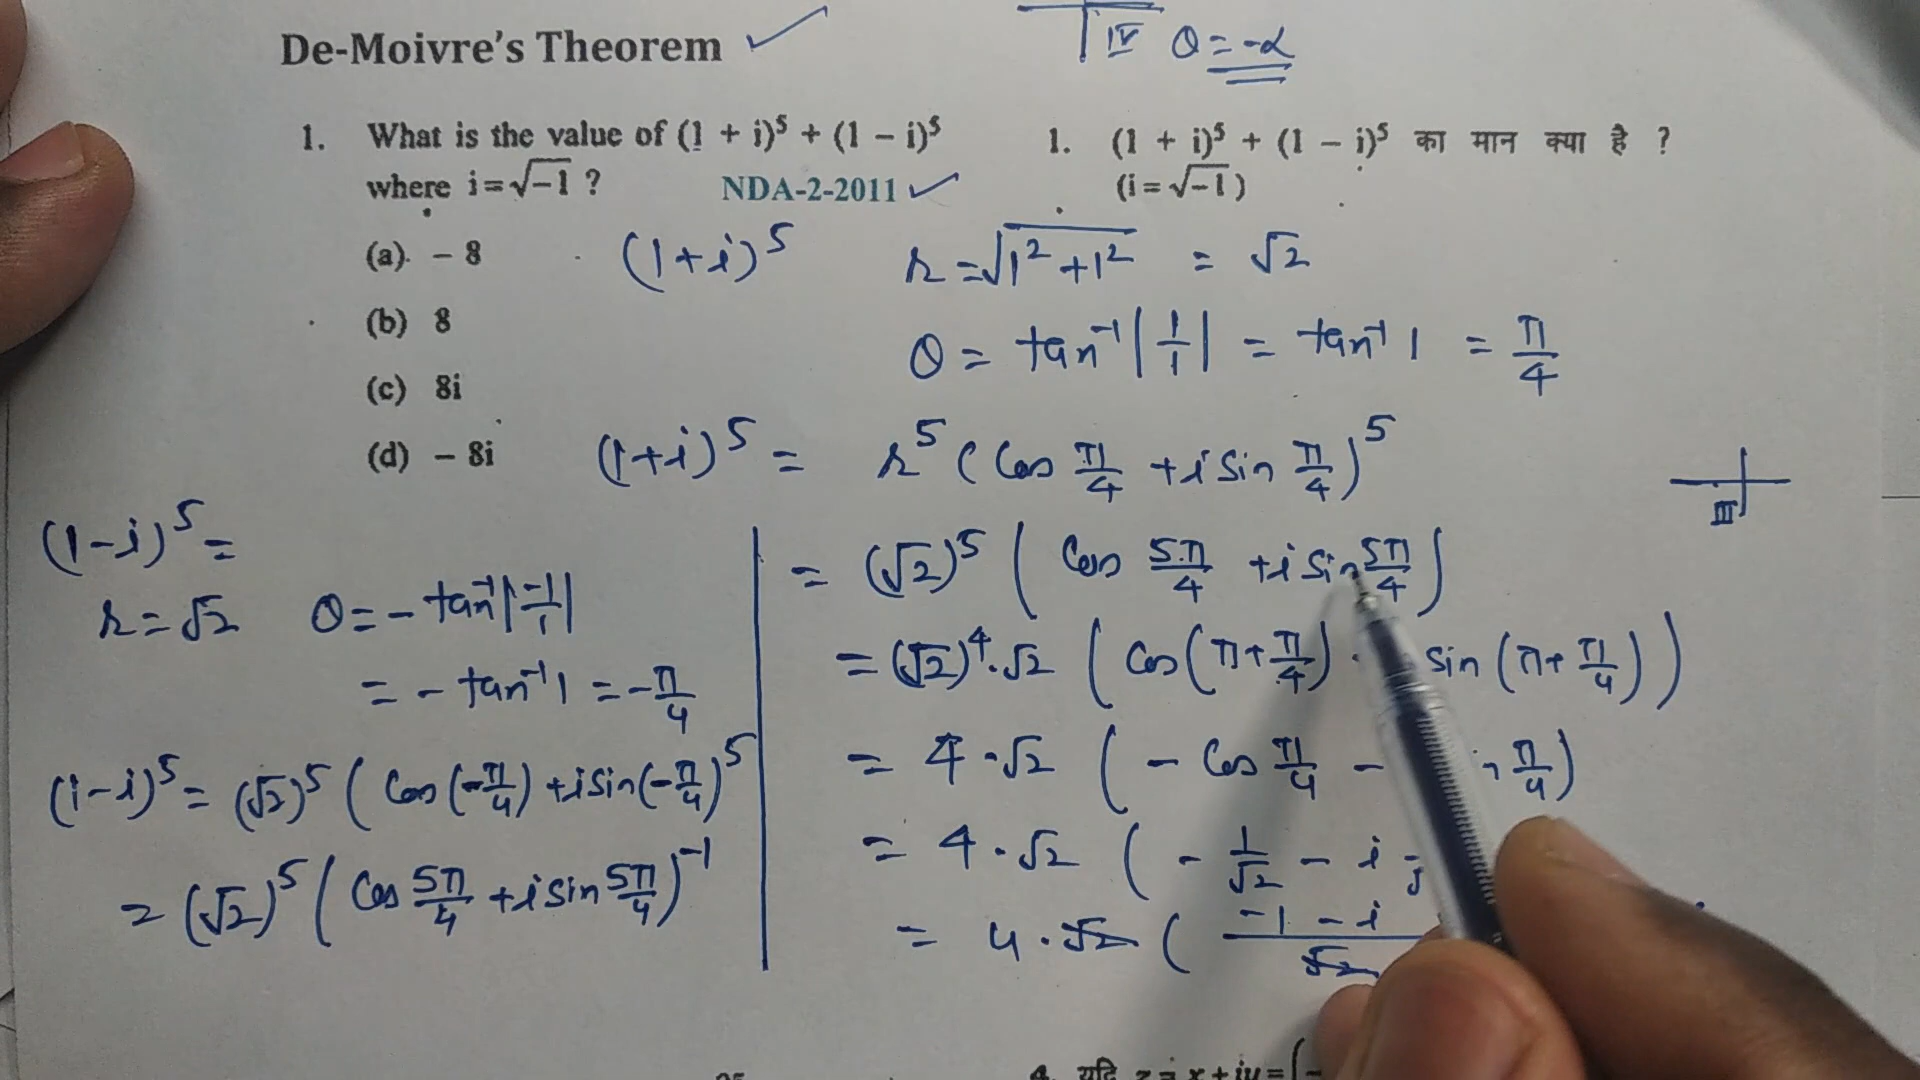 De-Moivre's Theorem ✓
IV θ = -α
1. What is the value of (1 + i)⁵ + (1 – i)⁵
where i=√-1 ? NDA-2-2011 ✓
(a) – 8
(b) 8
(c) 8i
(d) – 8i
1. (1 + i)⁵ + (1 – i)⁵ का मान क्या है ?
(i = √-1)
(1+i)⁵ r = √1²+1² = √2
θ = tan⁻¹|1/1| = tan⁻¹ 1 = π/4
(1+i)⁵ = r⁵ (Cos π/4 + i Sin π/4)⁵
III
= (√2)⁵ ( Cos 5π/4 + i Sin 5π/4 )
= (√2)⁴·√2 ( Cos(π+π/4) Sin (π+π/4) )
= 4·√2 ( - Cos π/4 - π/4 )
= 4·√2 ( - 1/√2 - i
= 4·√2 ( -1 - i / √2
(1-i)⁵ =
r = √2 θ = - tan⁻¹|-1/1|
= - tan⁻¹ 1 = -π/4
(1-i)⁵ = (√2)⁵ ( Cos (-π/4) + i Sin (-π/4)⁵
= (√2)⁵ ( Cos 5π/4 + i Sin 5π/4 )⁻¹
4. यदि z = x + iy =